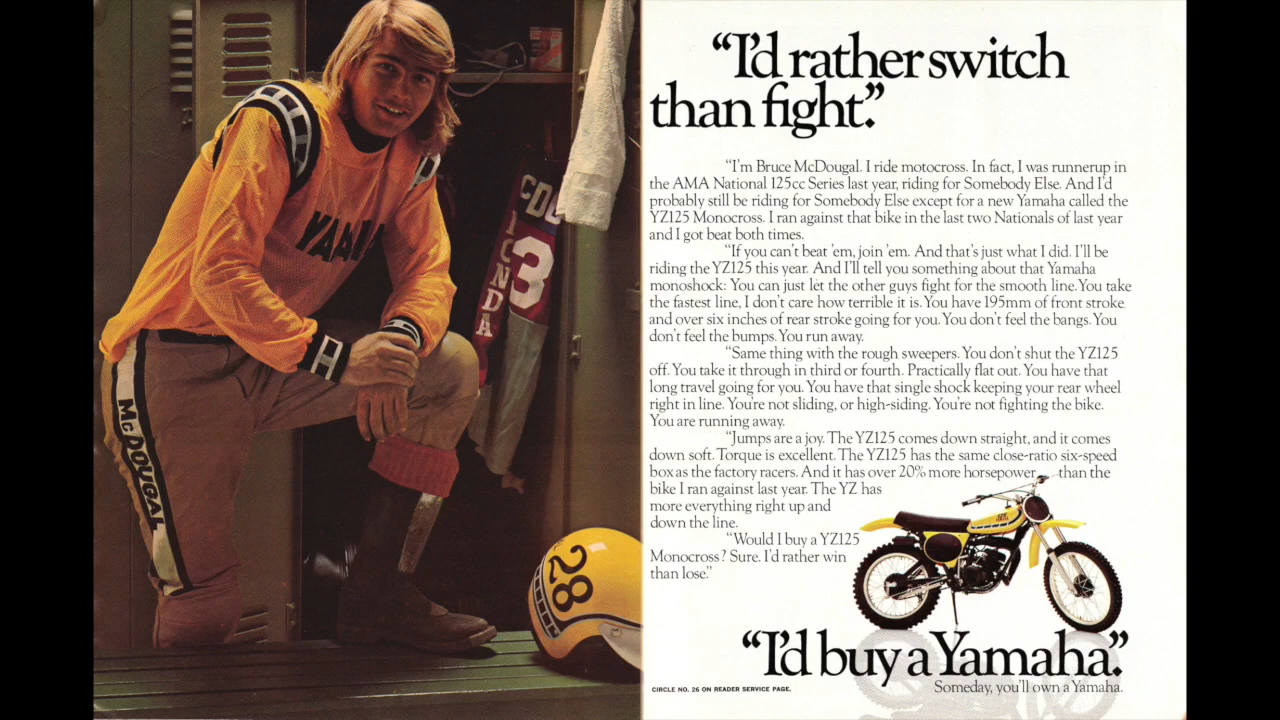 YAMA
CDO
HONDA
3
McDOUGAL
28
“I’d rather switch
than fight.”
“I’m Bruce McDougal. I ride motocross. In fact, I was runnerup in
the AMA National 125cc Series last year, riding for Somebody Else. And I’d
probably still be riding for Somebody Else except for a new Yamaha called the
YZ125 Monocross. I ran against that bike in the last two Nationals of last year
and I got beat both times.
“If you can’t beat ’em, join ’em. And that’s just what I did. I’ll be
riding the YZ125 this year. And I’ll tell you something about that Yamaha
monoshock: You can just let the other guys fight for the smooth line. You take
the fastest line, I don’t care how terrible it is. You have 195mm of front stroke
and over six inches of rear stroke going for you. You don’t feel the bangs. You
don’t feel the bumps. You run away.
“Same thing with the rough sweepers. You don’t shut the YZ125
off. You take it through in third or fourth. Practically flat out. You have that
long travel going for you. You have that single shock keeping your rear wheel
right in line. You’re not sliding, or high-siding. You’re not fighting the bike.
You are running away.
“Jumps are a joy. The YZ125 comes down straight, and it comes
down soft. Torque is excellent. The YZ125 has the same close-ratio six-speed
box as the factory racers. And it has over 20% more horsepower than the
bike I ran against last year. The YZ has
more everything right up and
down the line.
“Would I buy a YZ125
Monocross? Sure. I’d rather win
than lose.”
“I’d buy a Yamaha.”
CIRCLE NO. 26 ON READER SERVICE PAGE.
Someday, you’ll own a Yamaha.